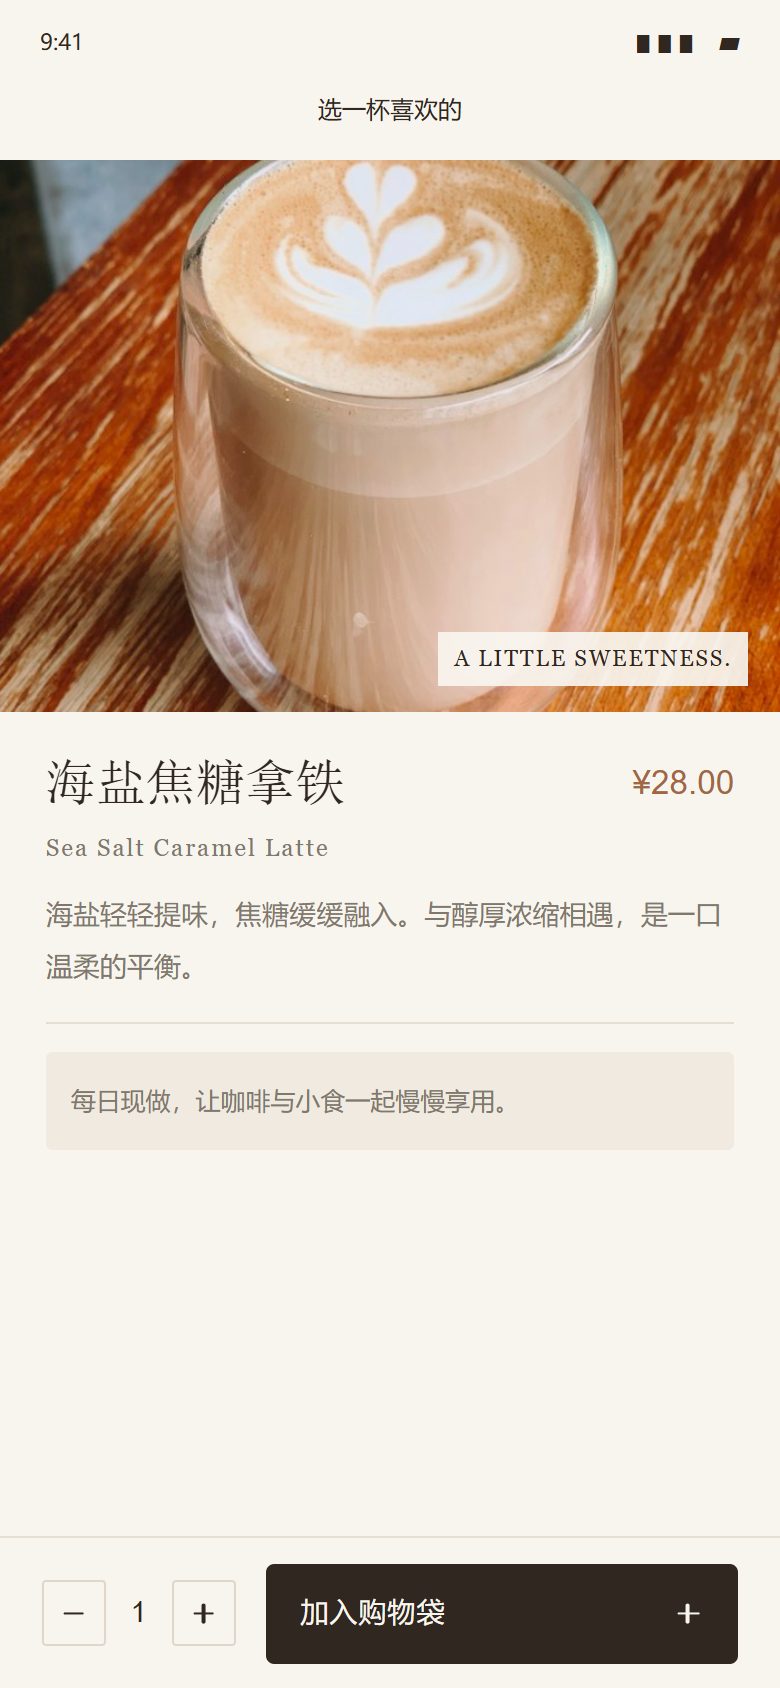 9:41
选一杯喜欢的
A LITTLE SWEETNESS.
海盐焦糖拿铁
¥28.00
Sea Salt Caramel Latte
海盐轻轻提味，焦糖缓缓融入。与醇厚浓缩相遇，是一口
温柔的平衡。
每日现做，让咖啡与小食一起慢慢享用。
− 1 +
加入购物袋 +